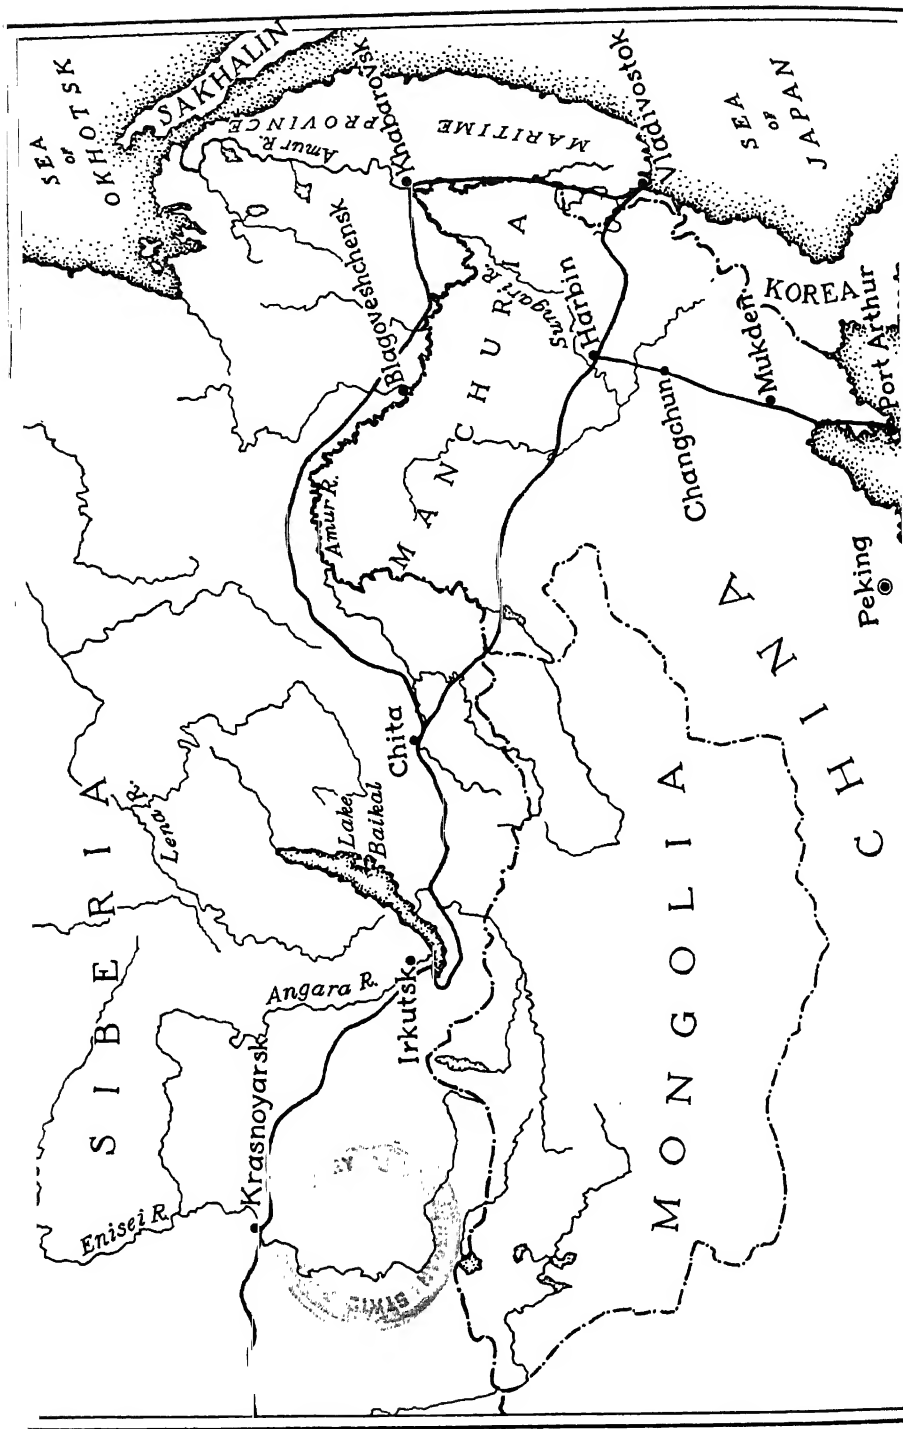 SEA
OF
OKHOTSK
SAKHALIN
SIBERIA
Enisei R.
Lena R.
Angara R.
Krasnoyarsk
Irkutsk
Lake
Baikal
Chita
Amur R.
Blagoveshchensk
Amur R.
Khabarovsk
MARITIME
PROVINCE
MANCHURIA
Sungari R.
Harbin
Vladivostok
SEA
OF
JAPAN
Changchun
Mukden
KOREA
Port Arthur
Peking
MONGOLIA
CHINA